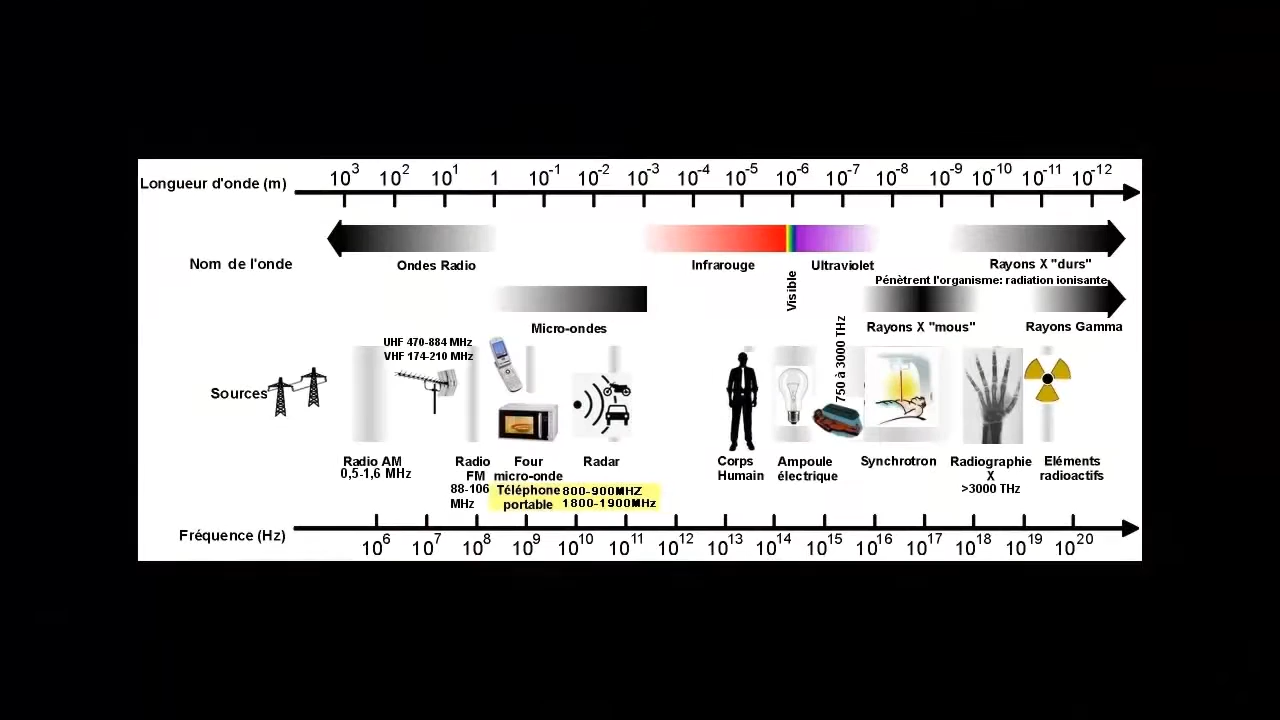 Longueur d'onde (m)
10³ 10² 10¹ 1 10⁻¹ 10⁻² 10⁻³ 10⁻⁴ 10⁻⁵ 10⁻⁶ 10⁻⁷ 10⁻⁸ 10⁻⁹ 10⁻¹⁰ 10⁻¹¹ 10⁻¹²
Nom de l'onde
Ondes Radio
Infrarouge
Visible
Ultraviolet
Rayons X "durs"
Pénètrent l'organisme: radiation ionisante
Micro-ondes
Rayons X "mous"
Rayons Gamma
Sources
UHF 470-884 MHz
VHF 174-210 MHz
750 à 3000 THz
Radio AM
0,5-1,6 MHz
Radio
FM
88-106
MHz
Four
micro-onde
Téléphone 800-900MHZ
portable 1800-1900MHz
Radar
Corps
Humain
Ampoule
électrique
Synchrotron
Radiographie
X
>3000 THz
Eléments
radioactifs
Fréquence (Hz)
10⁶ 10⁷ 10⁸ 10⁹ 10¹⁰ 10¹¹ 10¹² 10¹³ 10¹⁴ 10¹⁵ 10¹⁶ 10¹⁷ 10¹⁸ 10¹⁹ 10²⁰